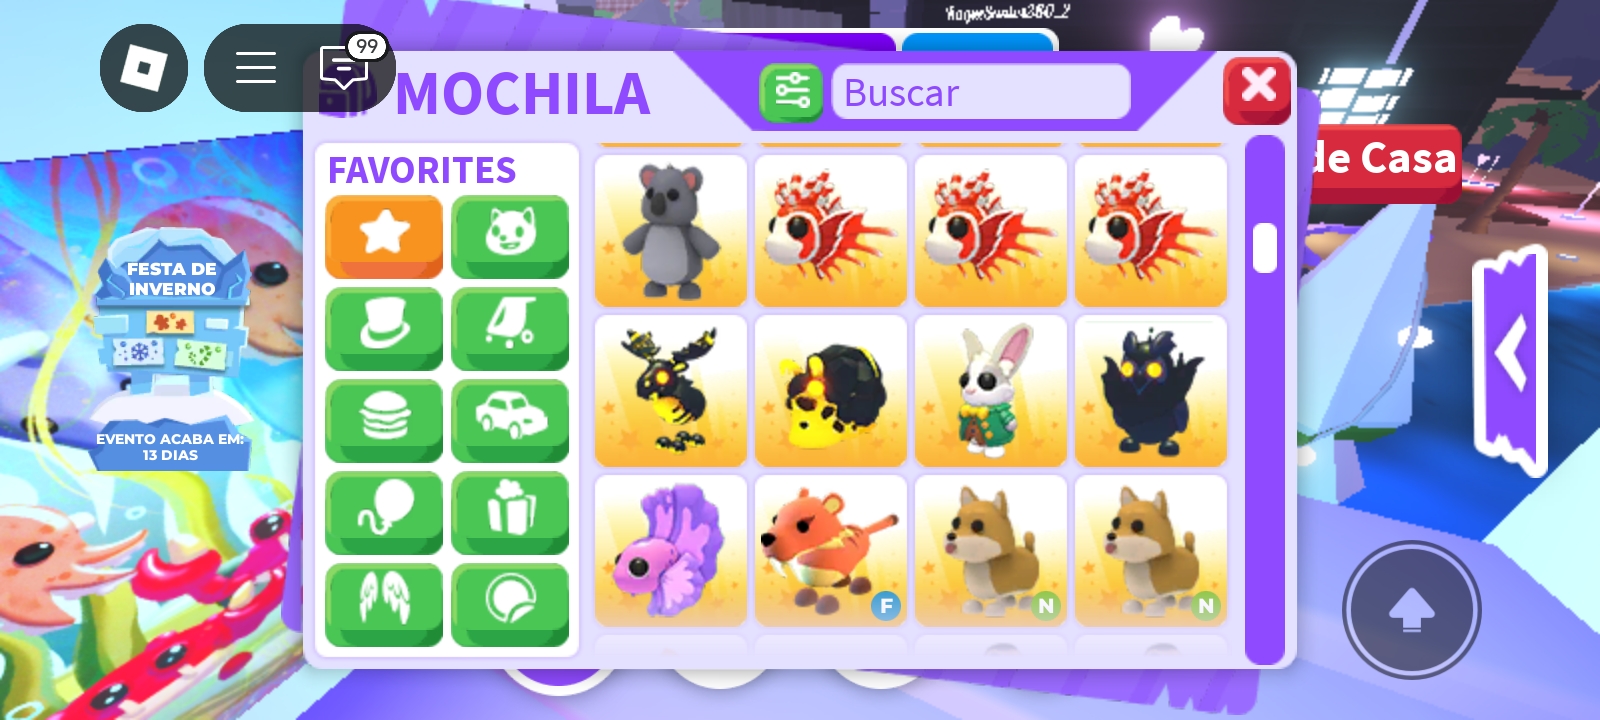 99
MOCHILA
Buscar
de Casa
FAVORITES
FESTA DE
INVERNO
EVENTO ACABA EM:
13 DIAS
F
N
N